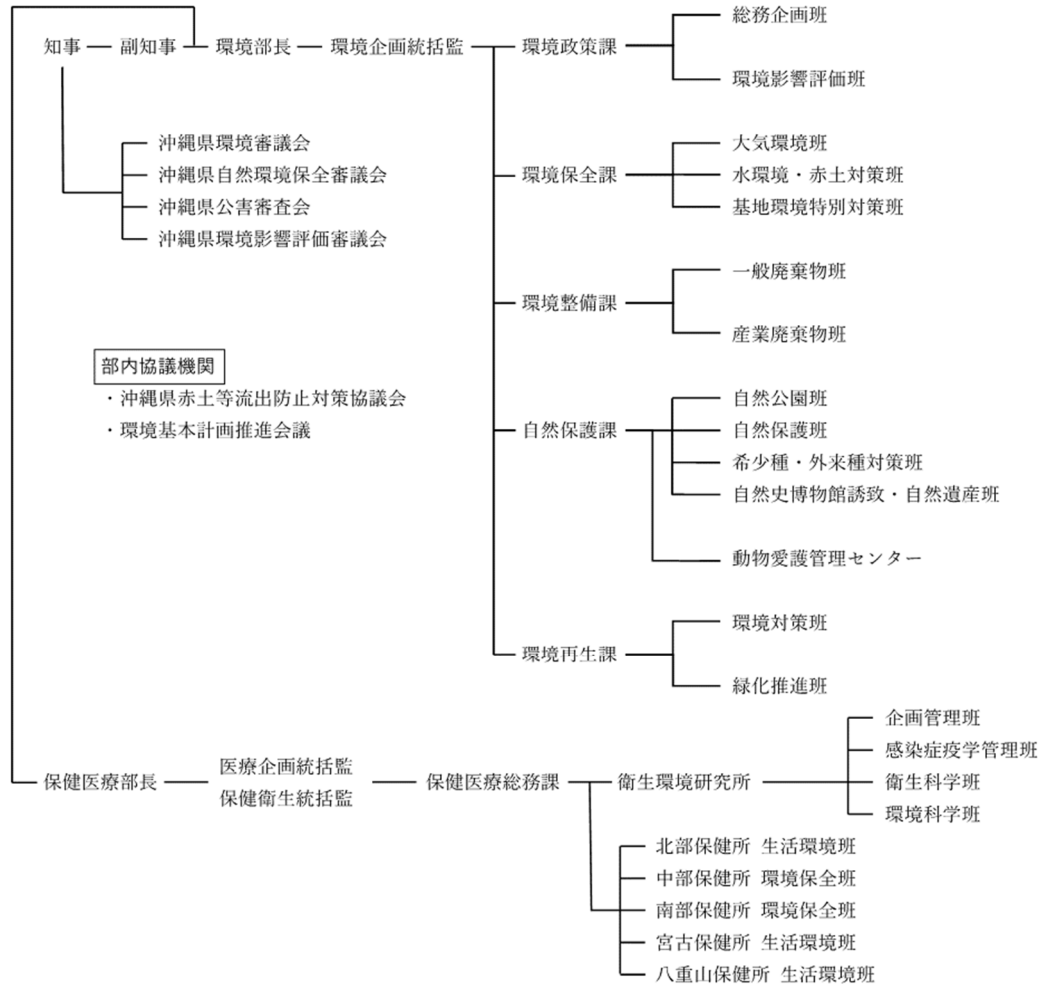 総務企画班
知事
副知事
環境部長
環境企画統括監
環境政策課
環境影響評価班
沖縄県環境審議会
沖縄県自然環境保全審議会
沖縄県公害審査会
沖縄県環境影響評価審議会
環境保全課
大気環境班
水環境・赤土対策班
基地環境特別対策班
環境整備課
一般廃棄物班
産業廃棄物班
部内協議機関
・沖縄県赤土等流出防止対策協議会
・環境基本計画推進会議
自然保護課
自然公園班
自然保護班
希少種・外来種対策班
自然史博物館誘致・自然遺産班
動物愛護管理センター
環境再生課
環境対策班
緑化推進班
保健医療部長
医療企画統括監
保健衛生統括監
保健医療総務課
衛生環境研究所
企画管理班
感染症疫学管理班
衛生科学班
環境科学班
北部保健所 生活環境班
中部保健所 環境保全班
南部保健所 環境保全班
宮古保健所 生活環境班
八重山保健所 生活環境班